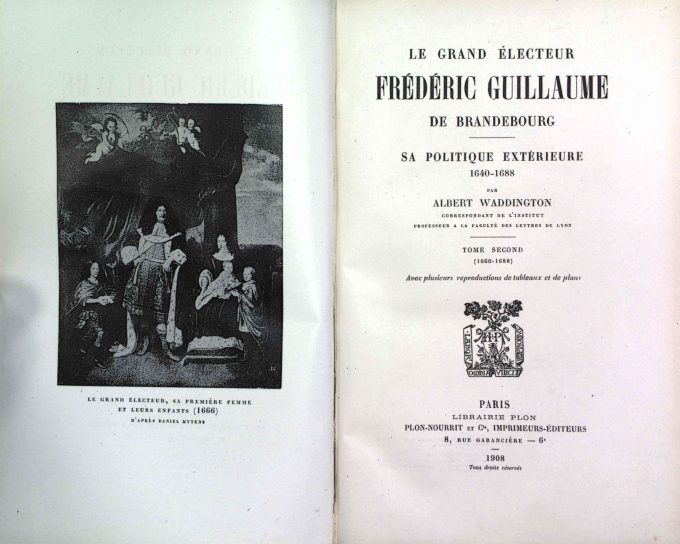 LE GRAND ÉLECTEUR, SA PREMIÈRE FEMME
ET LEURS ENFANTS (1666)
D'APRÈS DANIEL MYTENS
LE GRAND ÉLECTEUR
FRÉDÉRIC GUILLAUME
DE BRANDEBOURG
SA POLITIQUE EXTÉRIEURE
1640-1688
PAR
ALBERT WADDINGTON
CORRESPONDANT DE L'INSTITUT
PROFESSEUR A LA FACULTÉ DES LETTRES DE LYON
TOME SECOND
(1660-1688)
Avec plusieurs reproductions de tableaux et de plans
LABOR
H·P
OMNIA VINCIT
PARIS
LIBRAIRIE PLON
PLON-NOURRIT ET Cie, IMPRIMEURS-ÉDITEURS
8, RUE GARANCIÈRE — 6e
1908
Tous droits réservés